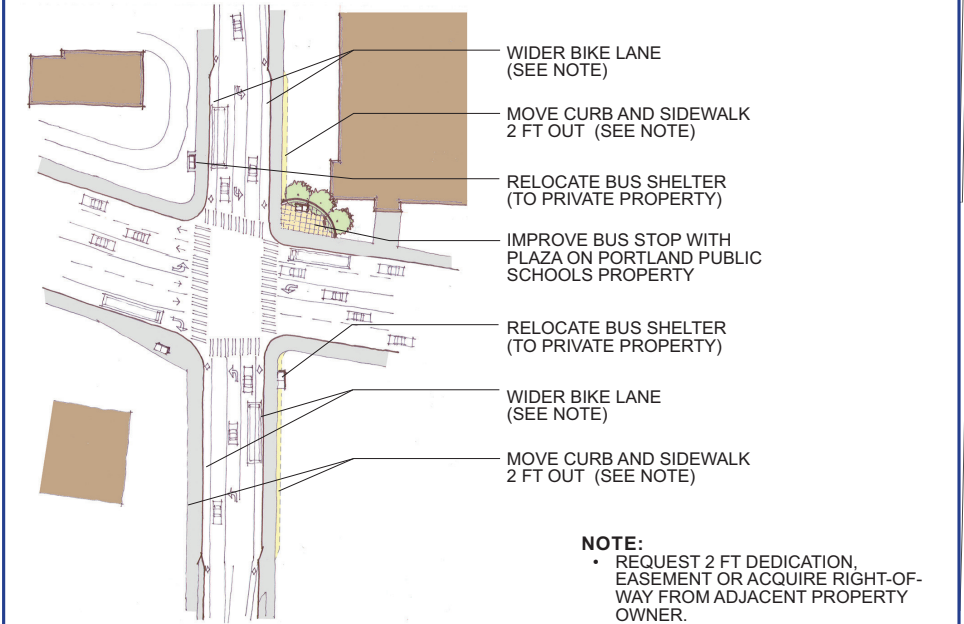 WIDER BIKE LANE
(SEE NOTE)
MOVE CURB AND SIDEWALK
2 FT OUT (SEE NOTE)
RELOCATE BUS SHELTER
(TO PRIVATE PROPERTY)
IMPROVE BUS STOP WITH
PLAZA ON PORTLAND PUBLIC
SCHOOLS PROPERTY
RELOCATE BUS SHELTER
(TO PRIVATE PROPERTY)
WIDER BIKE LANE
(SEE NOTE)
MOVE CURB AND SIDEWALK
2 FT OUT (SEE NOTE)
NOTE:
• REQUEST 2 FT DEDICATION,
EASEMENT OR ACQUIRE RIGHT-OF-
WAY FROM ADJACENT PROPERTY
OWNER.